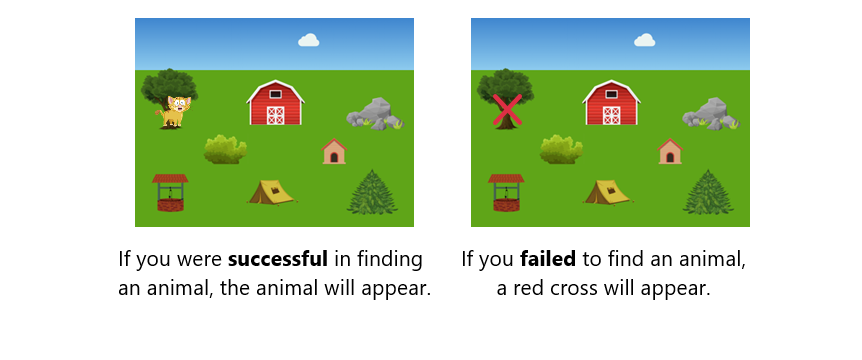 If you were successful in finding
an animal, the animal will appear.
If you failed to find an animal,
a red cross will appear.